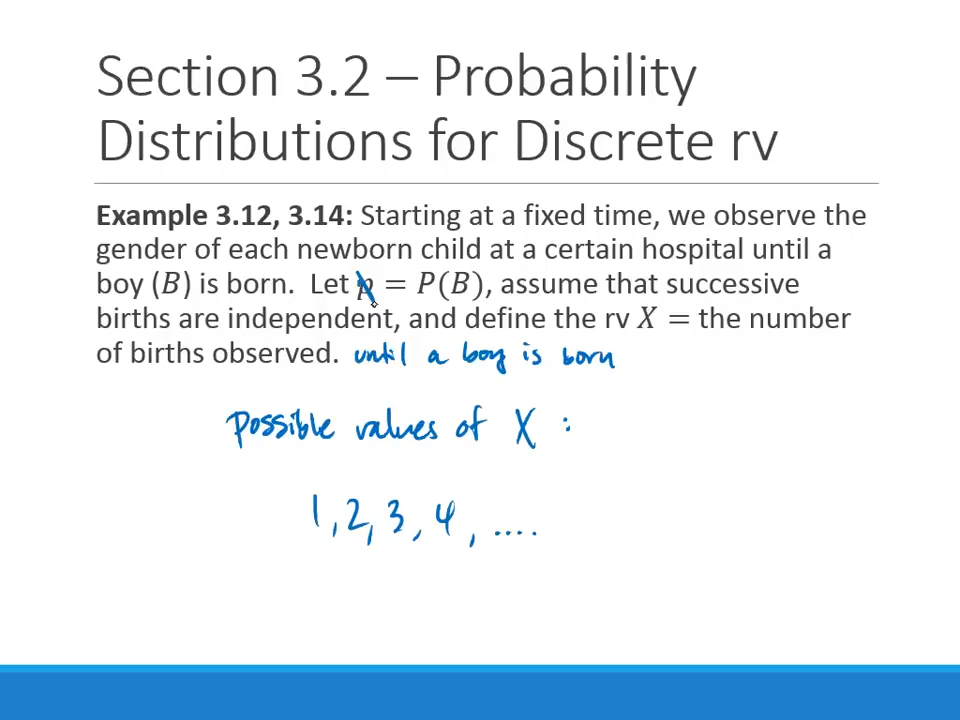 Section 3.2 – Probability
Distributions for Discrete rv
Example 3.12, 3.14: Starting at a fixed time, we observe the
gender of each newborn child at a certain hospital until a
boy (B) is born. Let p = P(B), assume that successive
births are independent, and define the rv X = the number
of births observed. until a boy is born
possible values of X :
1, 2, 3, 4, ....